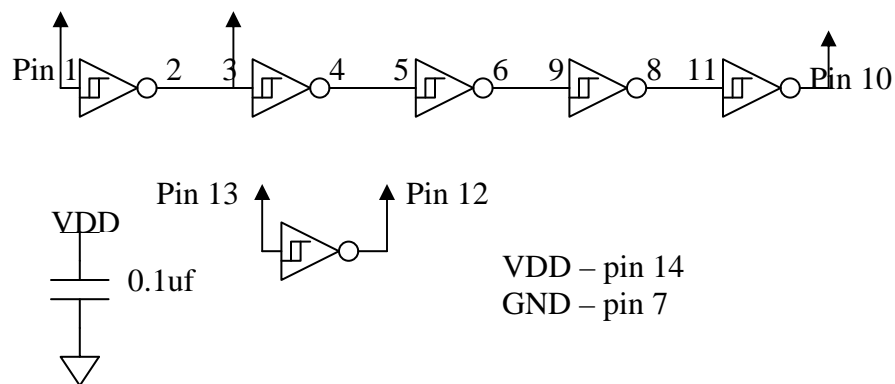 Pin 1 2 3 4 5 6 9 8 11 Pin 10
Pin 13 Pin 12
VDD
0.1uf
VDD – pin 14
GND – pin 7